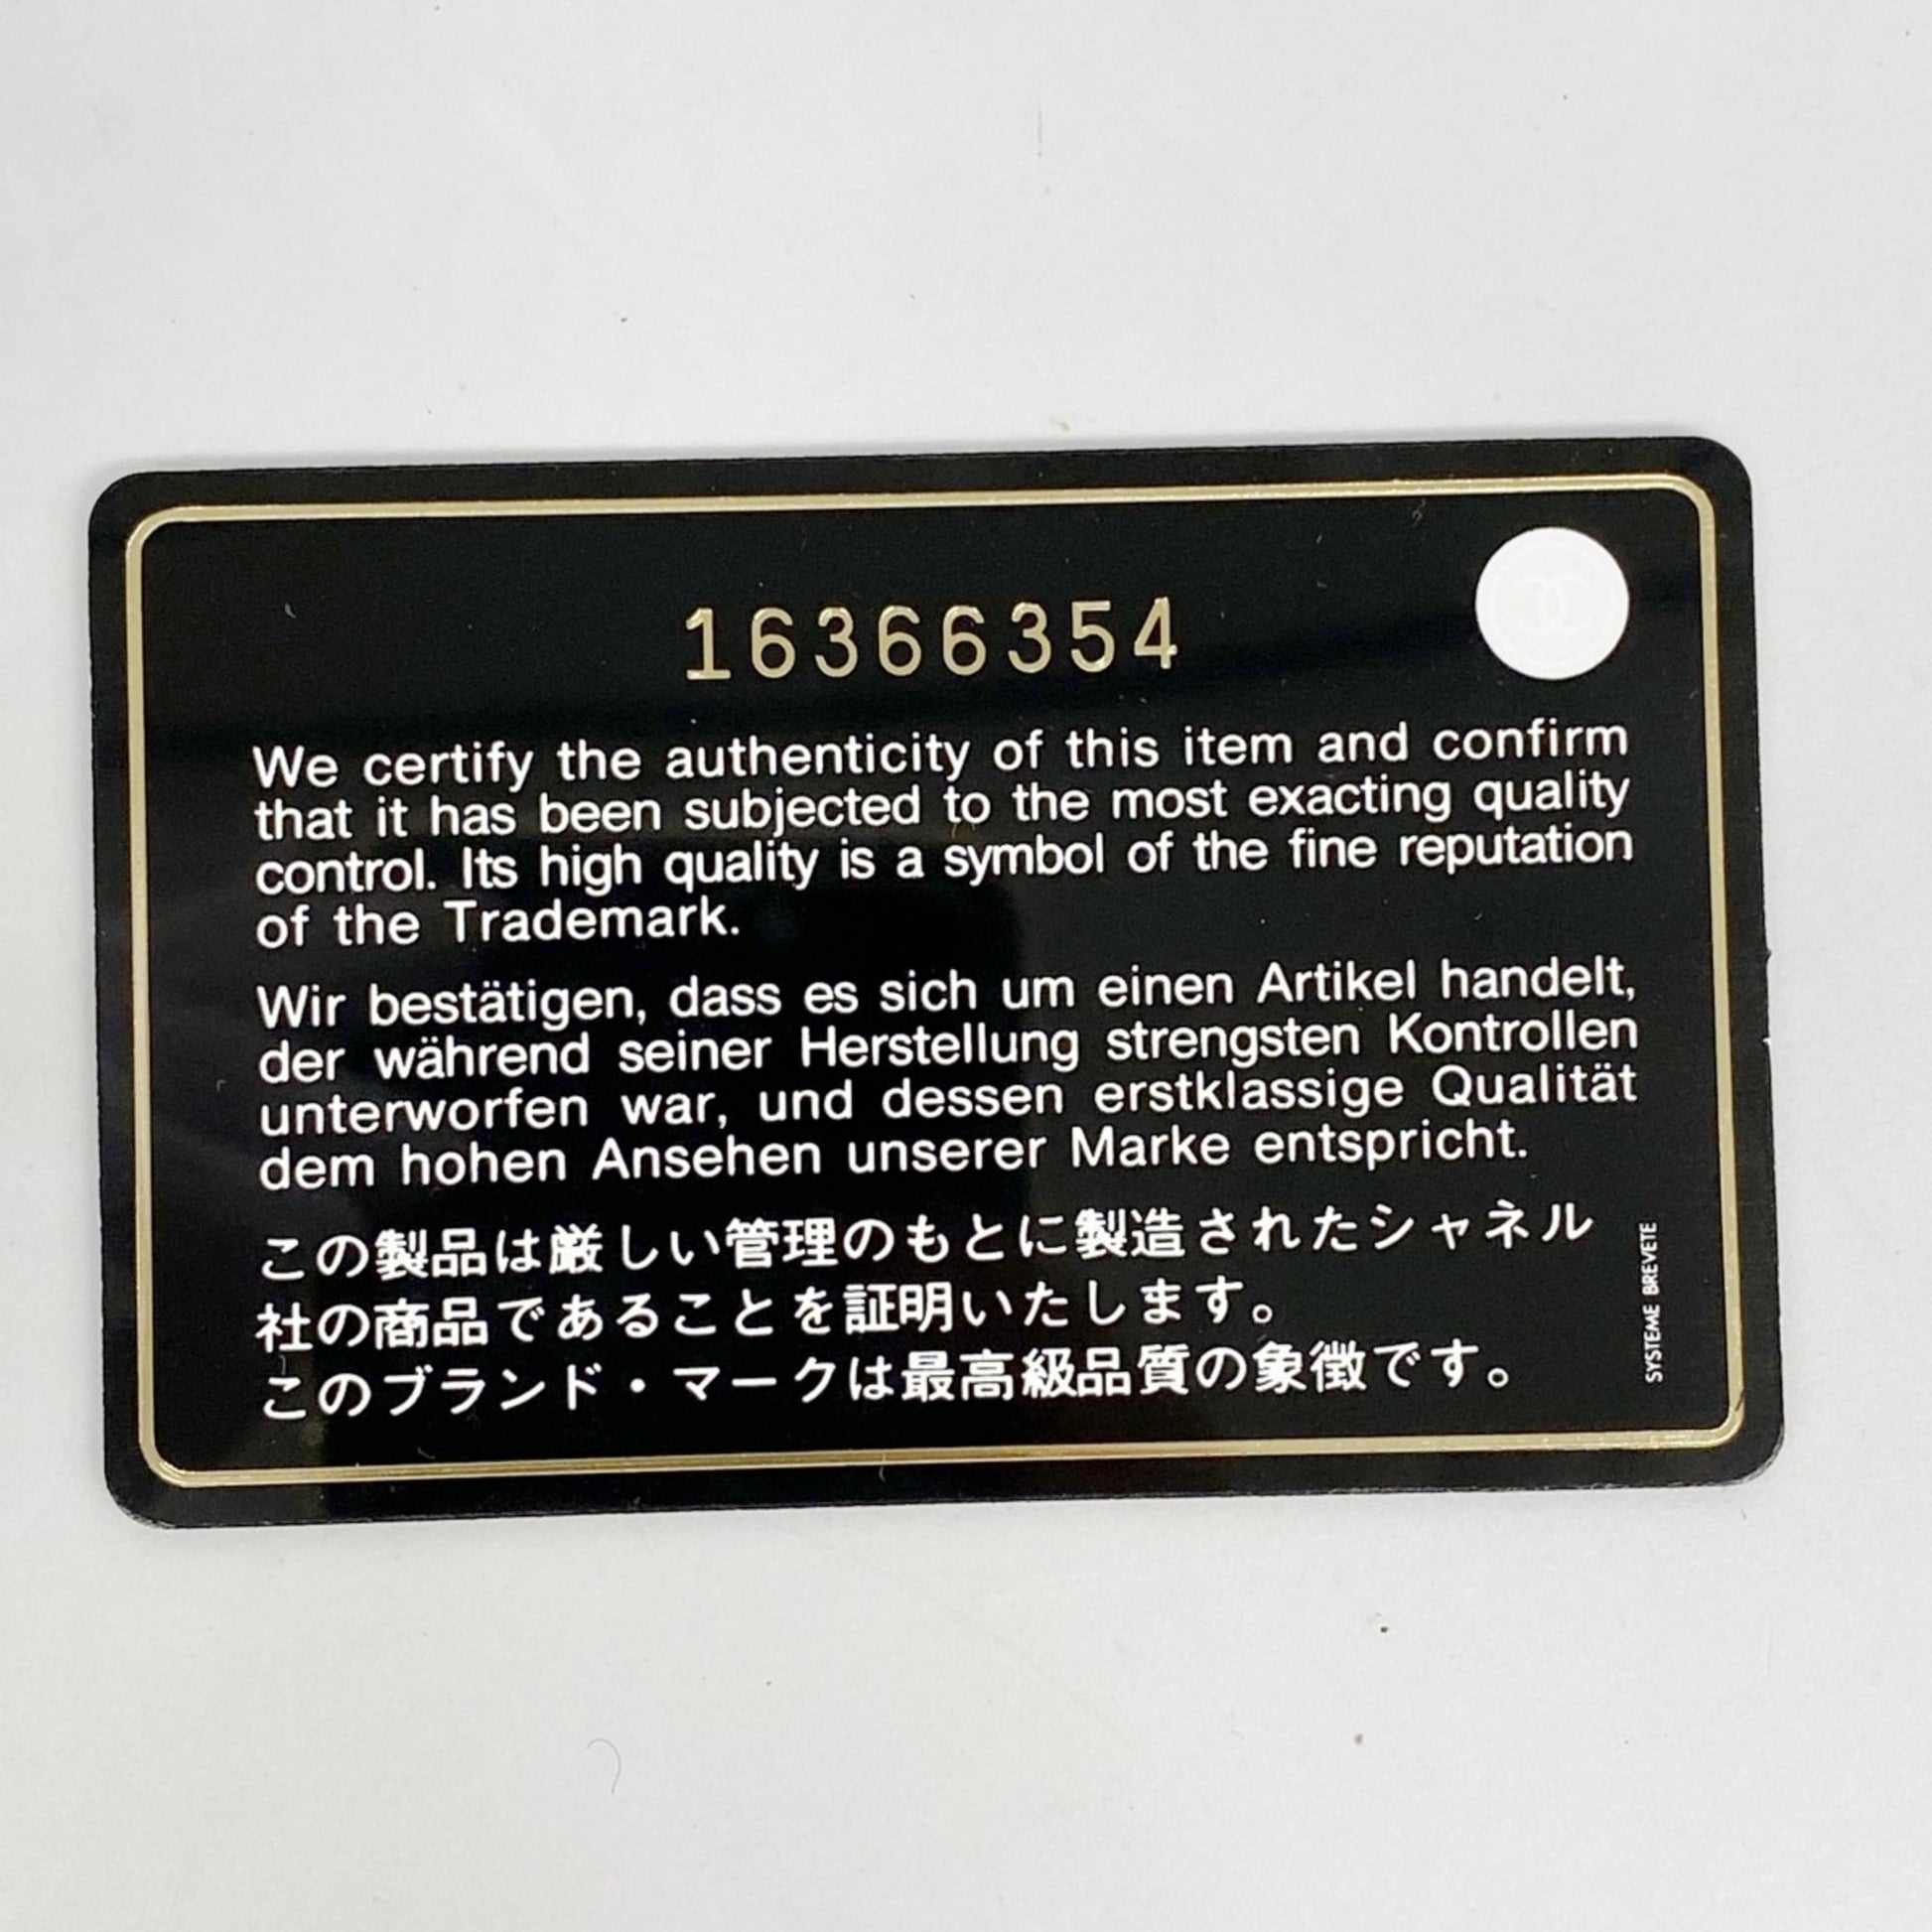 16366354
We certify the authenticity of this item and confirm
that it has been subjected to the most exacting quality
control. Its high quality is a symbol of the fine reputation
of the Trademark.
Wir bestätigen, dass es sich um einen Artikel handelt,
der während seiner Herstellung strengsten Kontrollen
unterworfen war, und dessen erstklassige Qualität
dem hohen Ansehen unserer Marke entspricht.
この製品は厳しい管理のもとに製造されたシャネル
社の商品であることを証明いたします。
このブランド・マークは最高級品質の象徴です。
SYSTEME BREVETE